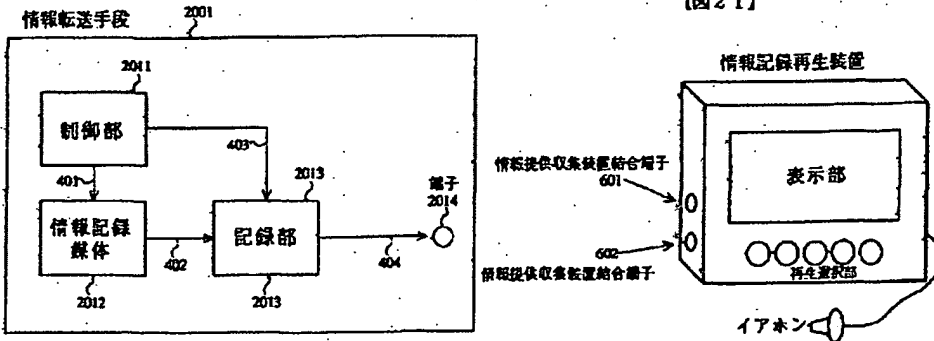 【図21】
情報転送手段
2001
2011
制御部
403
401
2013
端子
2014
情報記録
媒体
402
記録部
404
2012
2013
情報記録再生装置
表示部
情報提供収集装置結合端子
601
602
情報提供収集装置結合端子
再生選択部
イアホン